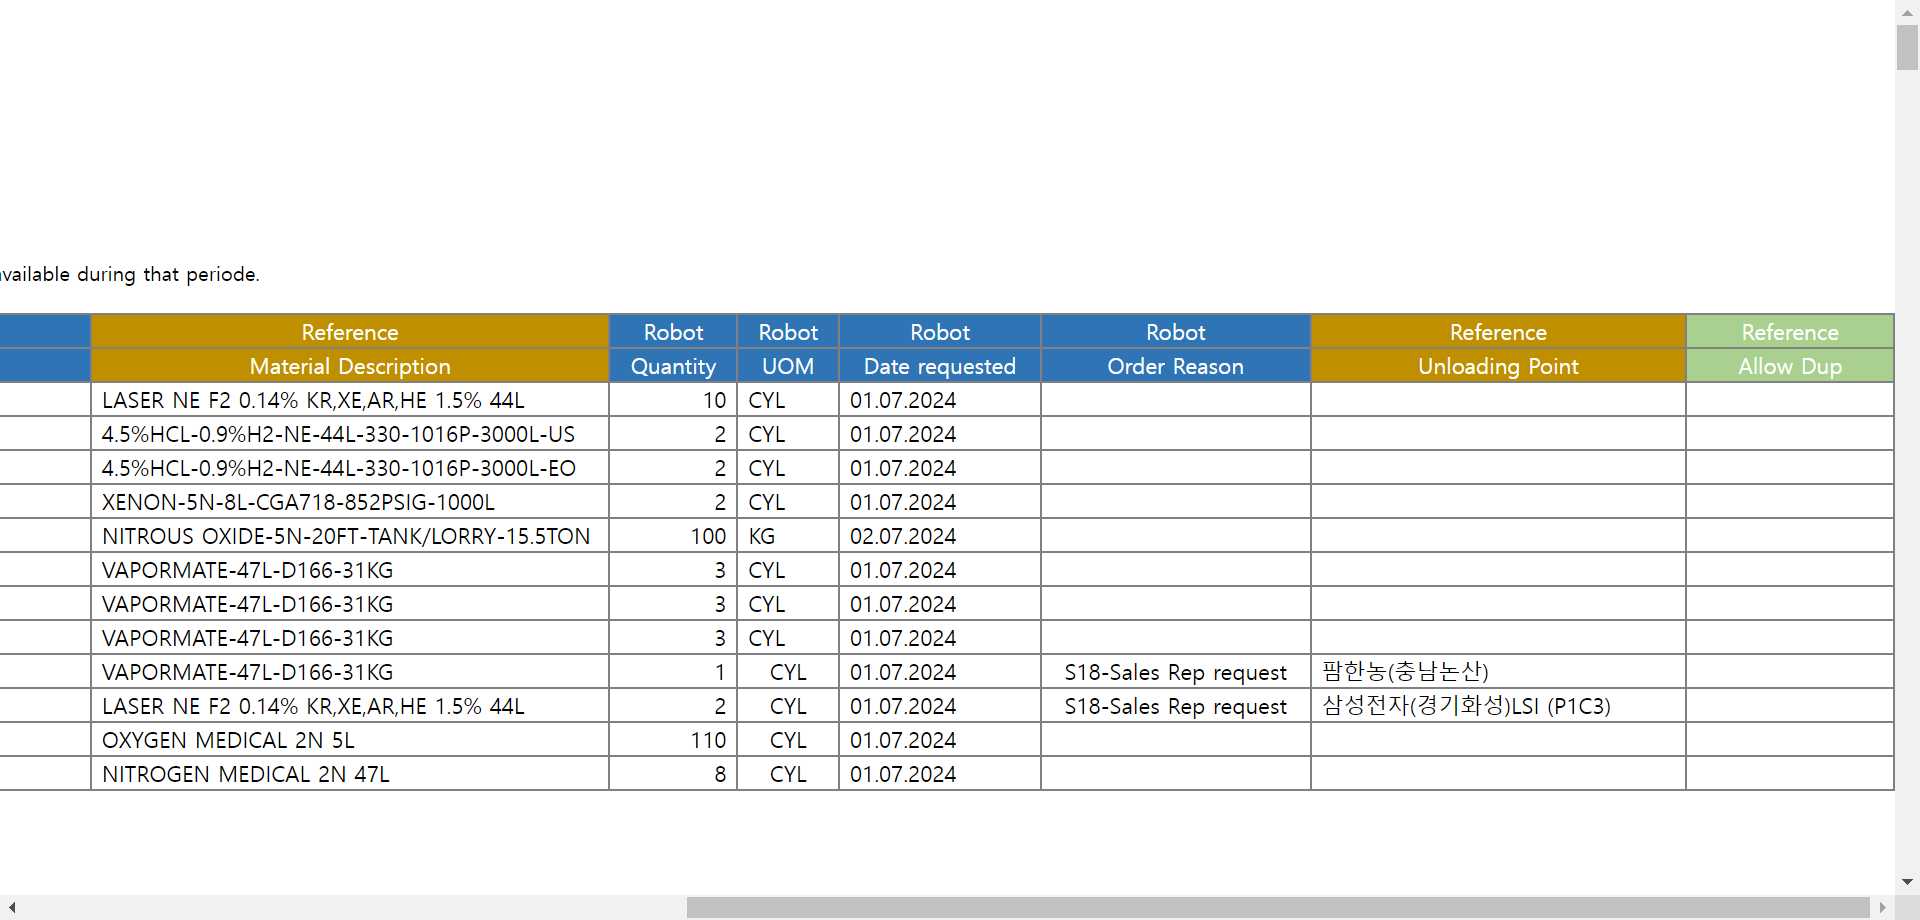 available during that periode.
Reference Robot Robot Robot Robot Reference Reference
Material Description Quantity UOM Date requested Order Reason Unloading Point Allow Dup
LASER NE F2 0.14% KR,XE,AR,HE 1.5% 44L 10 CYL 01.07.2024
4.5%HCL-0.9%H2-NE-44L-330-1016P-3000L-US 2 CYL 01.07.2024
4.5%HCL-0.9%H2-NE-44L-330-1016P-3000L-EO 2 CYL 01.07.2024
XENON-5N-8L-CGA718-852PSIG-1000L 2 CYL 01.07.2024
NITROUS OXIDE-5N-20FT-TANK/LORRY-15.5TON 100 KG 02.07.2024
VAPORMATE-47L-D166-31KG 3 CYL 01.07.2024
VAPORMATE-47L-D166-31KG 3 CYL 01.07.2024
VAPORMATE-47L-D166-31KG 3 CYL 01.07.2024
VAPORMATE-47L-D166-31KG 1 CYL 01.07.2024 S18-Sales Rep request 팜한농(충남논산)
LASER NE F2 0.14% KR,XE,AR,HE 1.5% 44L 2 CYL 01.07.2024 S18-Sales Rep request 삼성전자(경기화성)LSI (P1C3)
OXYGEN MEDICAL 2N 5L 110 CYL 01.07.2024
NITROGEN MEDICAL 2N 47L 8 CYL 01.07.2024